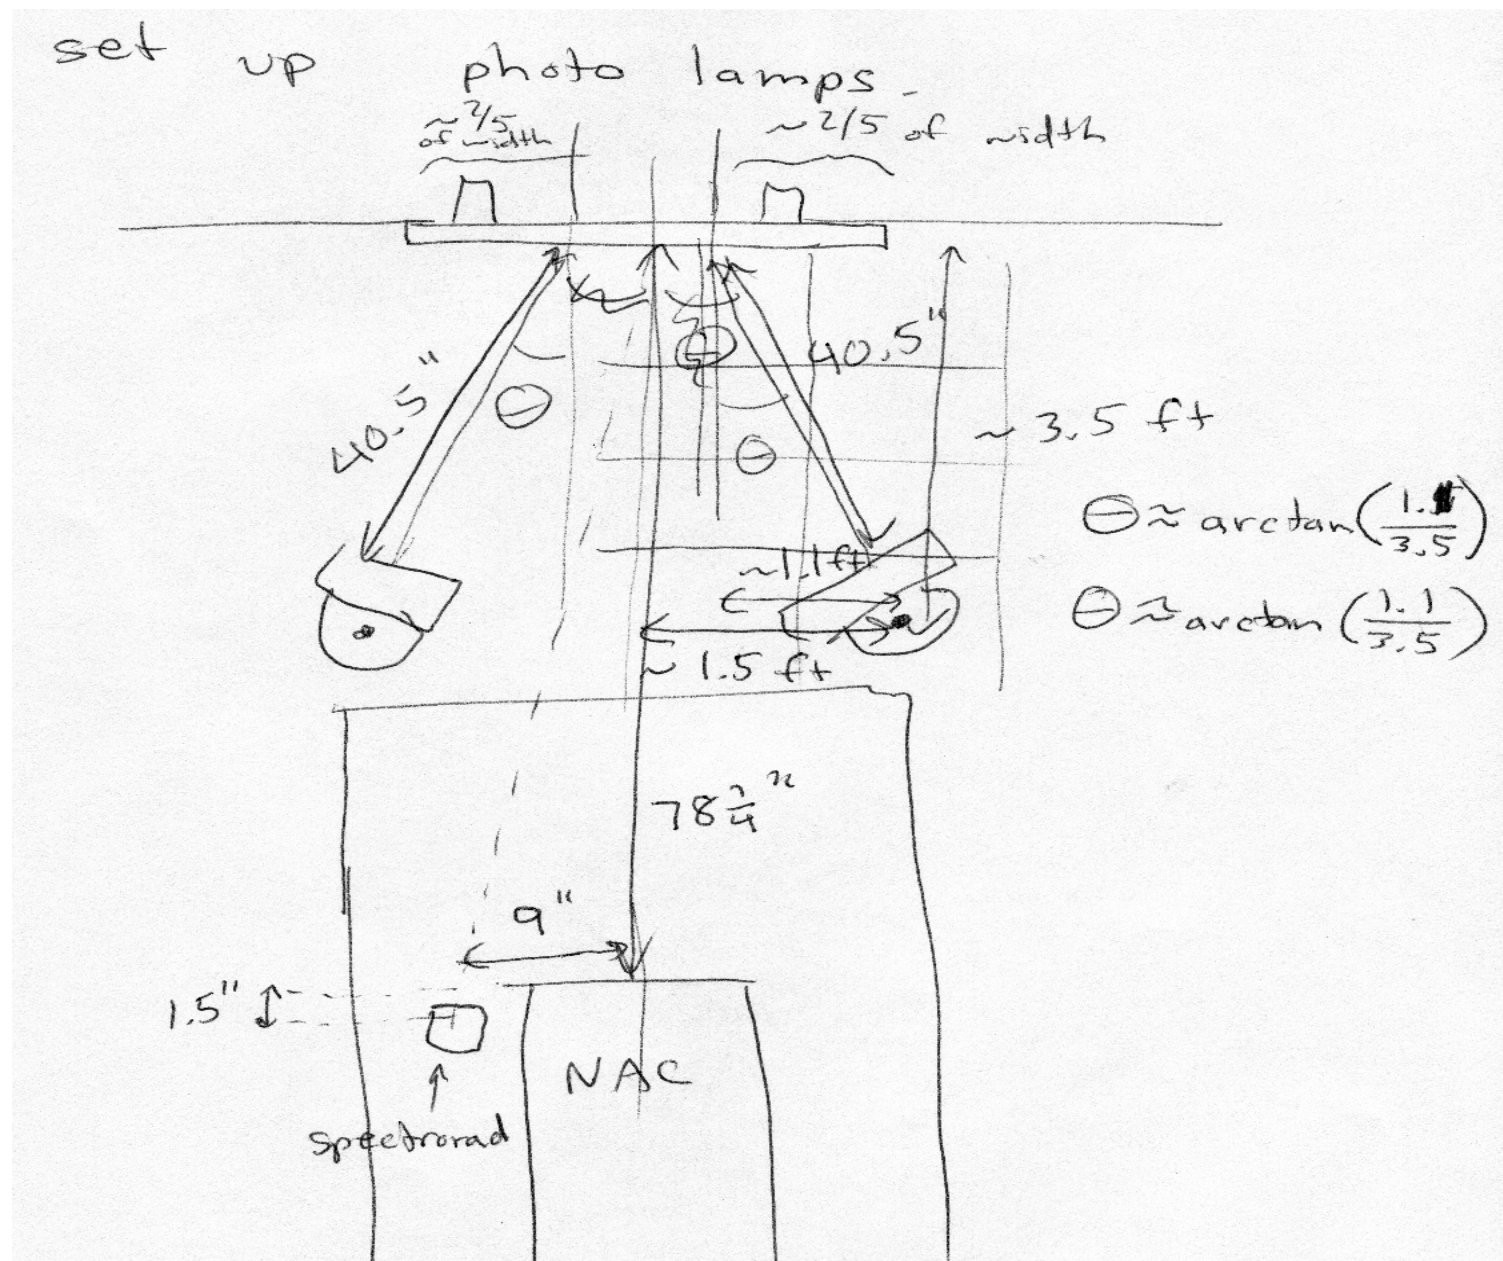 set up photo lamps.
~2/5
of width
~2/5 of width
40.5"
40.5"
θ
θ
θ
~3.5 ft
θ≈ arctan(1.1/3.5)
~1.1ft
θ≈arctan(1.1/3.5)
~1.5 ft
78 3/4"
9"
1.5"
NAC
spectrorad